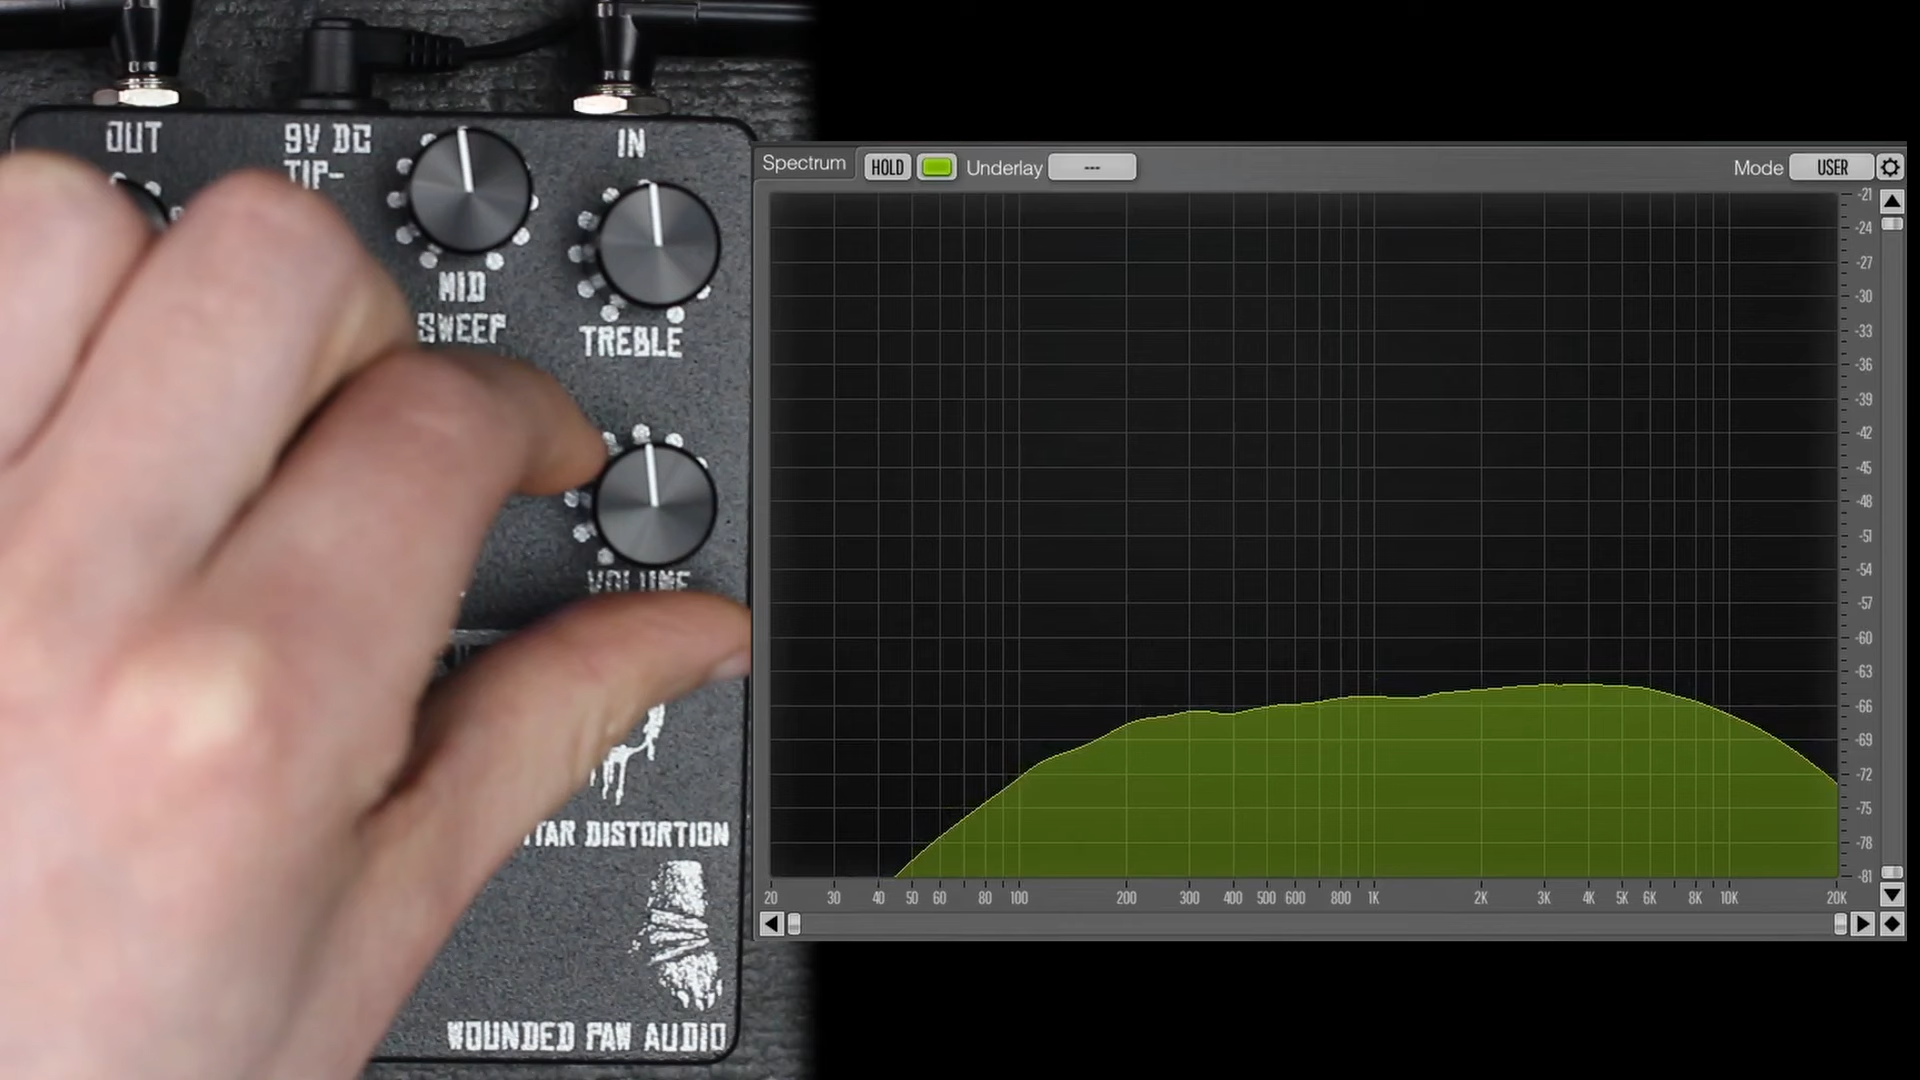 OUT
9V DC
TIP-
IN
MID
SWEEP
TREBLE
VOLUME
TAR DISTORTION
WOUNDED PAW AUDIO
Spectrum
HOLD
Underlay
---
Mode
USER
-21
-24
-27
-30
-33
-36
-39
-42
-45
-48
-51
-54
-57
-60
-63
-66
-69
-72
-75
-78
-81
20 30 40 50 60 80 100 200 300 400 500 600 800 1K 2K 3K 4K 5K 6K 8K 10K 20K